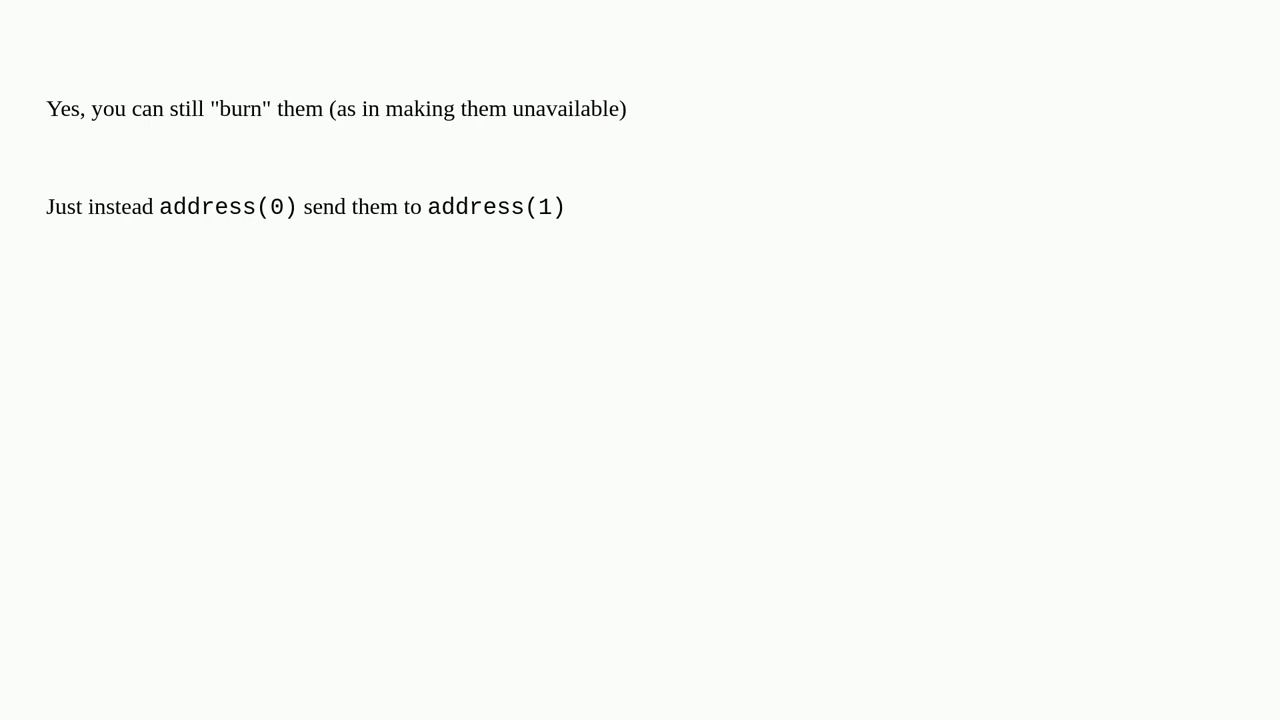 Yes, you can still "burn" them (as in making them unavailable)
Just instead address(0) send them to address(1)